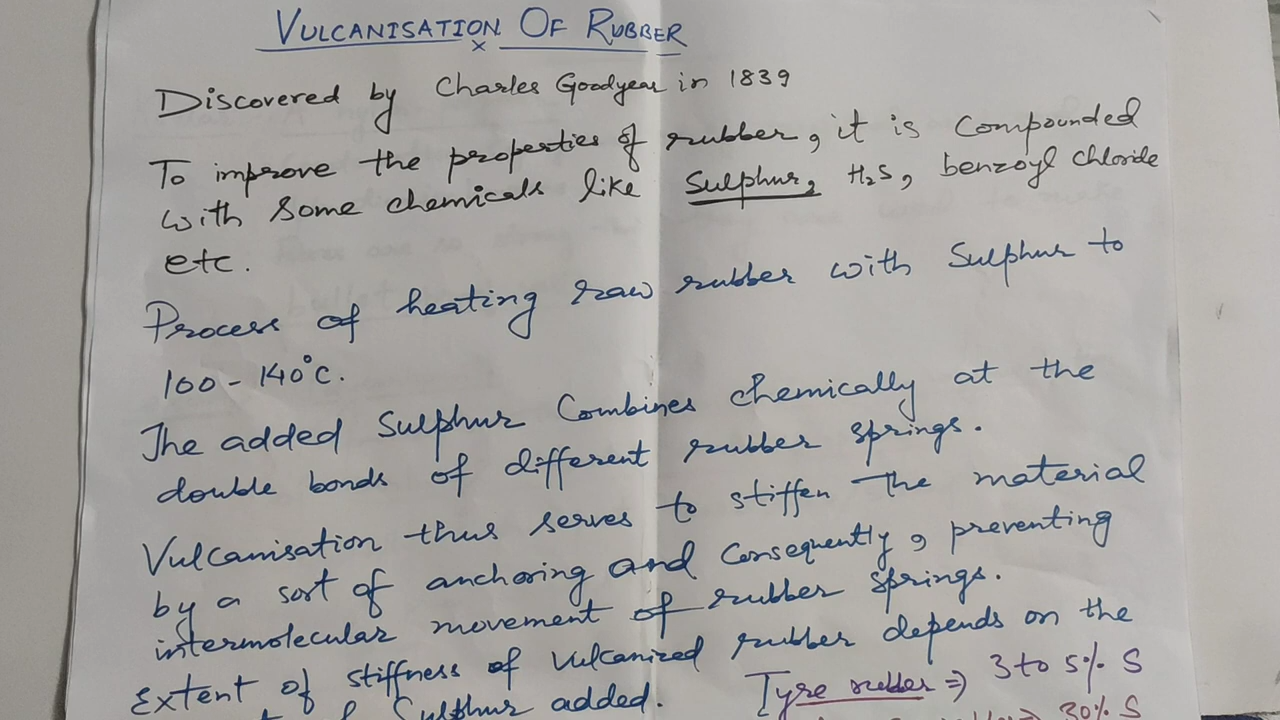 VULCANISATION OF RUBBER
x
Discovered by Charles Goodyear in 1839
To improve the properties of rubber, it is compounded
with some chemicals like Sulphur, H₂S, benzoyl chloride
etc.
Process of heating raw rubber with Sulphur to
100-140°C.
The added Sulphur Combines chemically at the
double bonds of different rubber springs.
Vulcanisation thus serves to stiffen the material
by a sort of anchoring and Consequently, preventing
intermolecular movement of rubber springs.
Extent of stiffness of vulcanized rubber depends on the
Sulphur added.
Tyre rubber ⇒ 3 to 5% S
⇒ 30% S